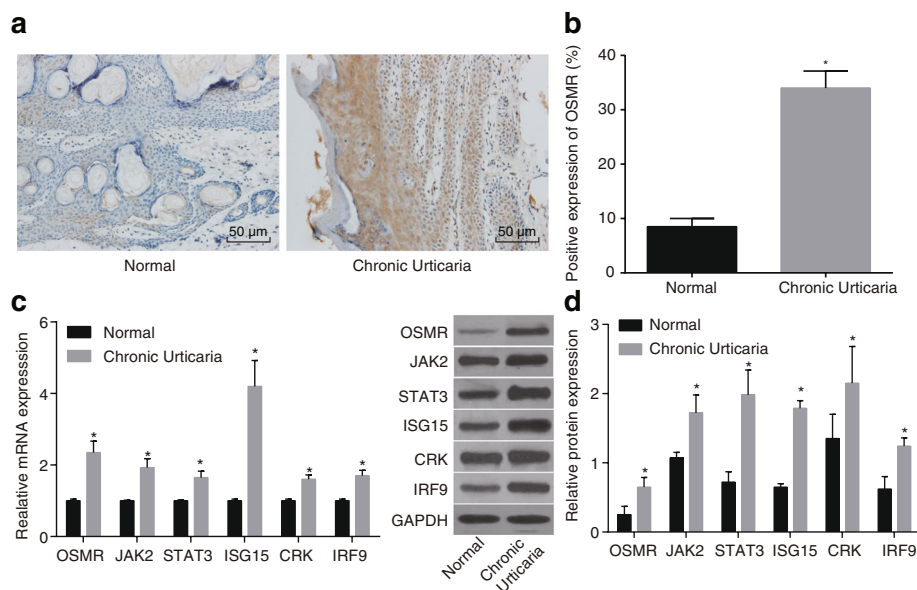 a
50 µm
50 µm
Normal
Chronic Urticaria
b
Positive expression of OSMR (%)
40
30
20
10
0
*
Normal
Chronic Urticaria
c
Realative mRNA expression
6
4
2
0
Normal
Chronic Urticaria
* * * * * *
OSMR JAK2 STAT3 ISG15 CRK IRF9
OSMR
JAK2
STAT3
ISG15
CRK
IRF9
GAPDH
Normal
Chronic
Urticaria
d
Relative protein expression
3
2
1
0
Normal
Chronic Urticaria
* * * * * *
OSMR JAK2 STAT3 ISG15 CRK IRF9